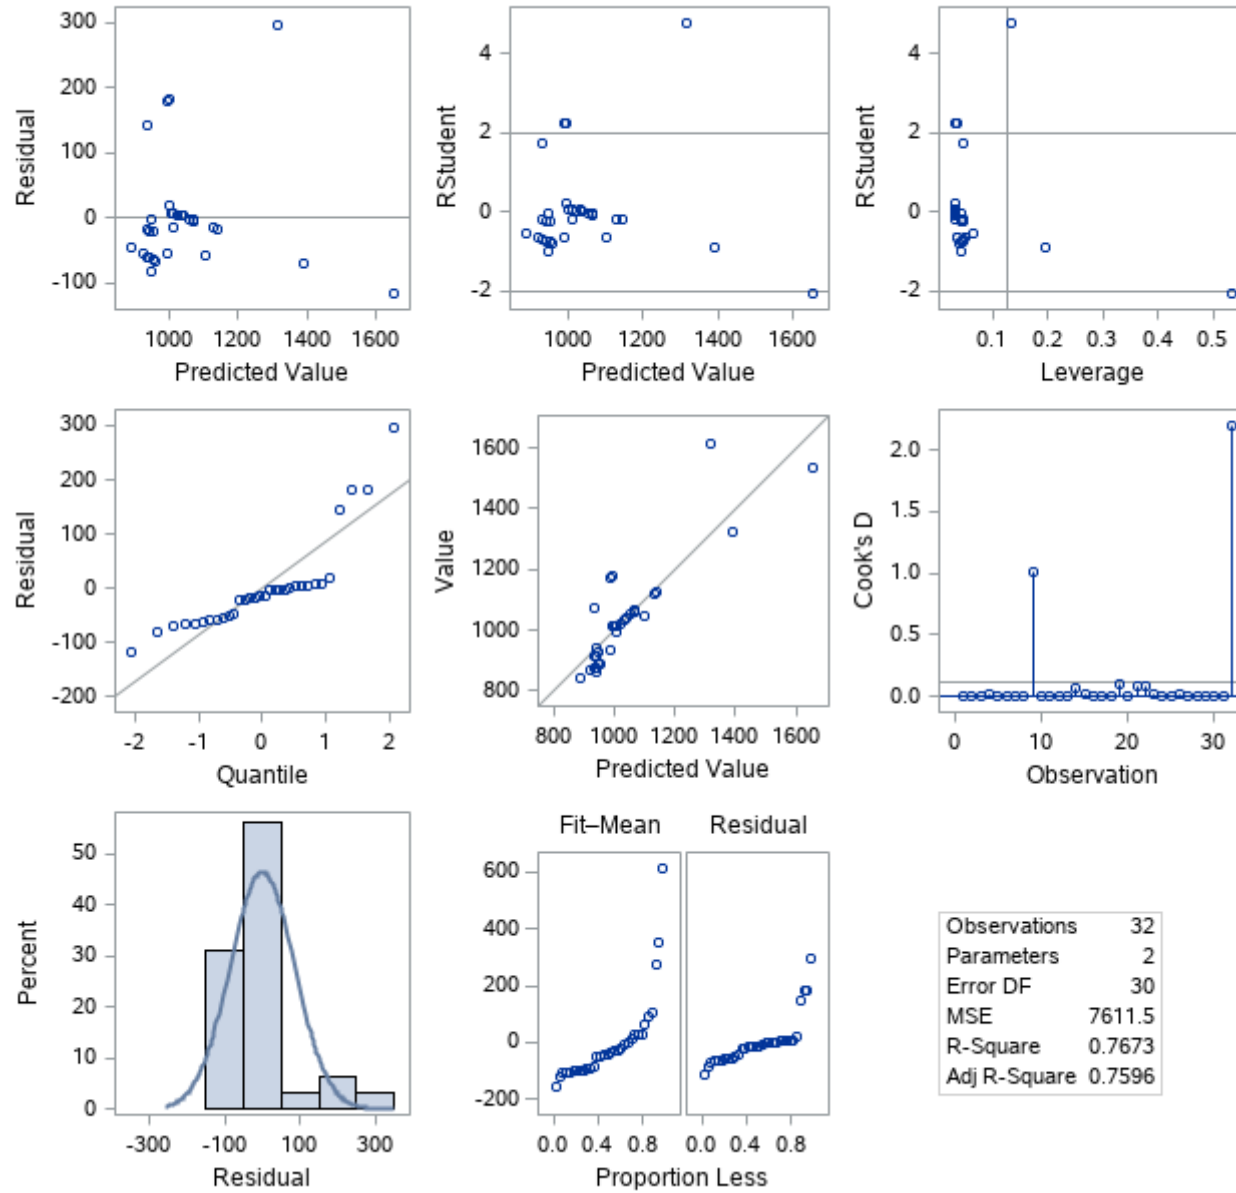 300
200
100
0
-100
Residual
1000 1200 1400 1600
Predicted Value
4
2
0
-2
RStudent
1000 1200 1400 1600
Predicted Value
4
2
0
-2
RStudent
0.1 0.2 0.3 0.4 0.5
Leverage
300
200
100
0
-100
-200
Residual
-2 -1 0 1 2
Quantile
1600
1400
1200
1000
800
Value
800 1000 1200 1400 1600
Predicted Value
2.0
1.5
1.0
0.5
0.0
Cook's D
0 10 20 30
Observation
50
40
30
20
10
0
Percent
-300 -100 100 300
Residual
Fit–Mean Residual
600
400
200
0
-200
0.0 0.4 0.8 0.0 0.4 0.8
Proportion Less
Observations 32
Parameters 2
Error DF 30
MSE 7611.5
R-Square 0.7673
Adj R-Square 0.7596